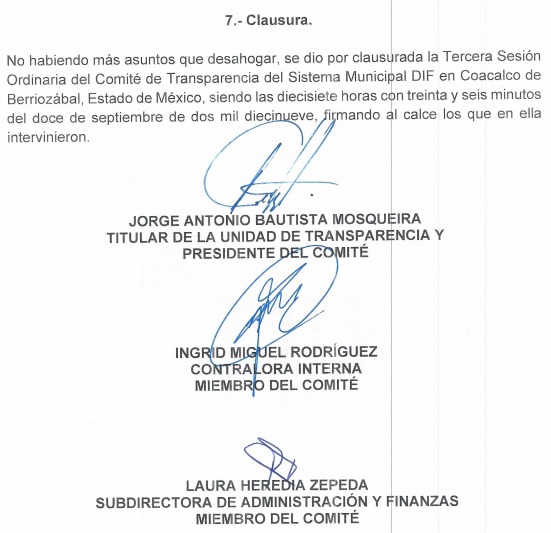 7.- Clausura.
No habiendo más asuntos que desahogar, se dio por clausurada la Tercera Sesión
Ordinaria del Comité de Transparencia del Sistema Municipal DIF en Coacalco de
Berriozábal, Estado de México, siendo las diecisiete horas con treinta y seis minutos
del doce de septiembre de dos mil diecinueve, firmando al calce los que en ella
intervinieron.
JORGE ANTONIO BAUTISTA MOSQUEIRA
TITULAR DE LA UNIDAD DE TRANSPARENCIA Y
PRESIDENTE DEL COMITÉ
INGRID MIGUEL RODRÍGUEZ
CONTRALORA INTERNA
MIEMBRO DEL COMITÉ
LAURA HEREDIA ZEPEDA
SUBDIRECTORA DE ADMINISTRACIÓN Y FINANZAS
MIEMBRO DEL COMITÉ